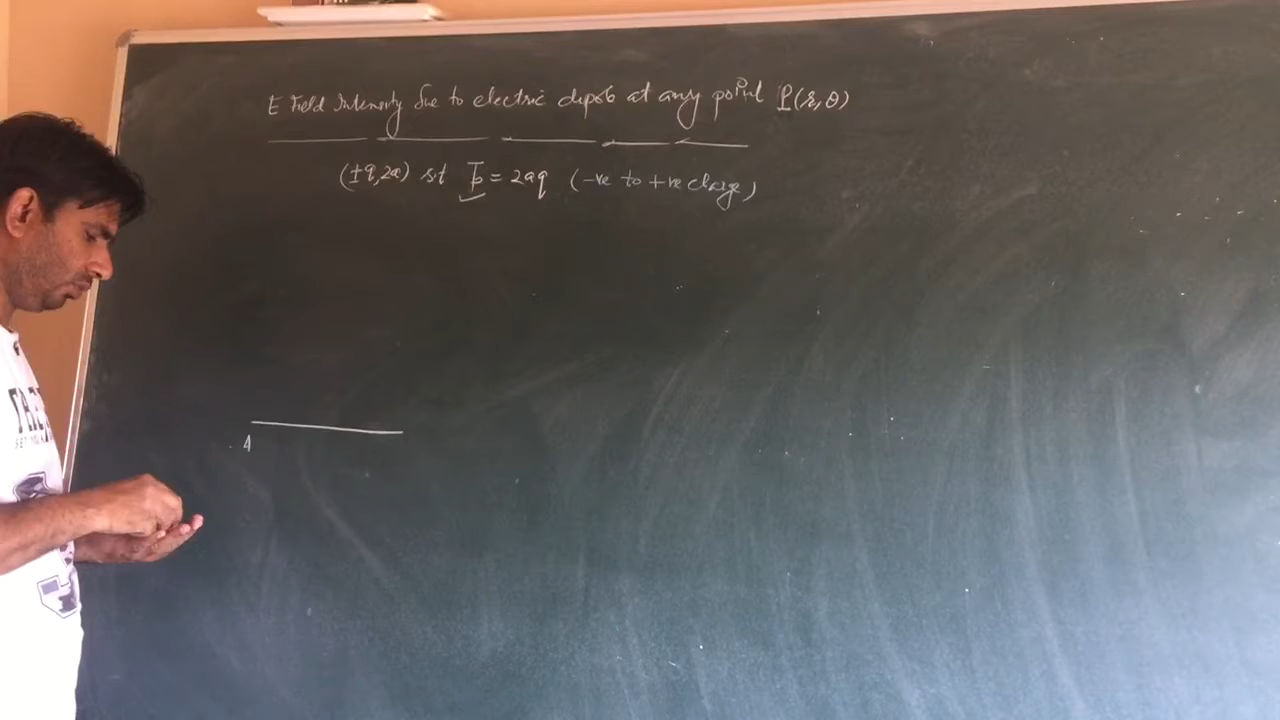 E Field Intensity due to electric dipole at any point P(r,θ)
(±q,2a) s.t p = 2aq (-ve to +ve charge)
A